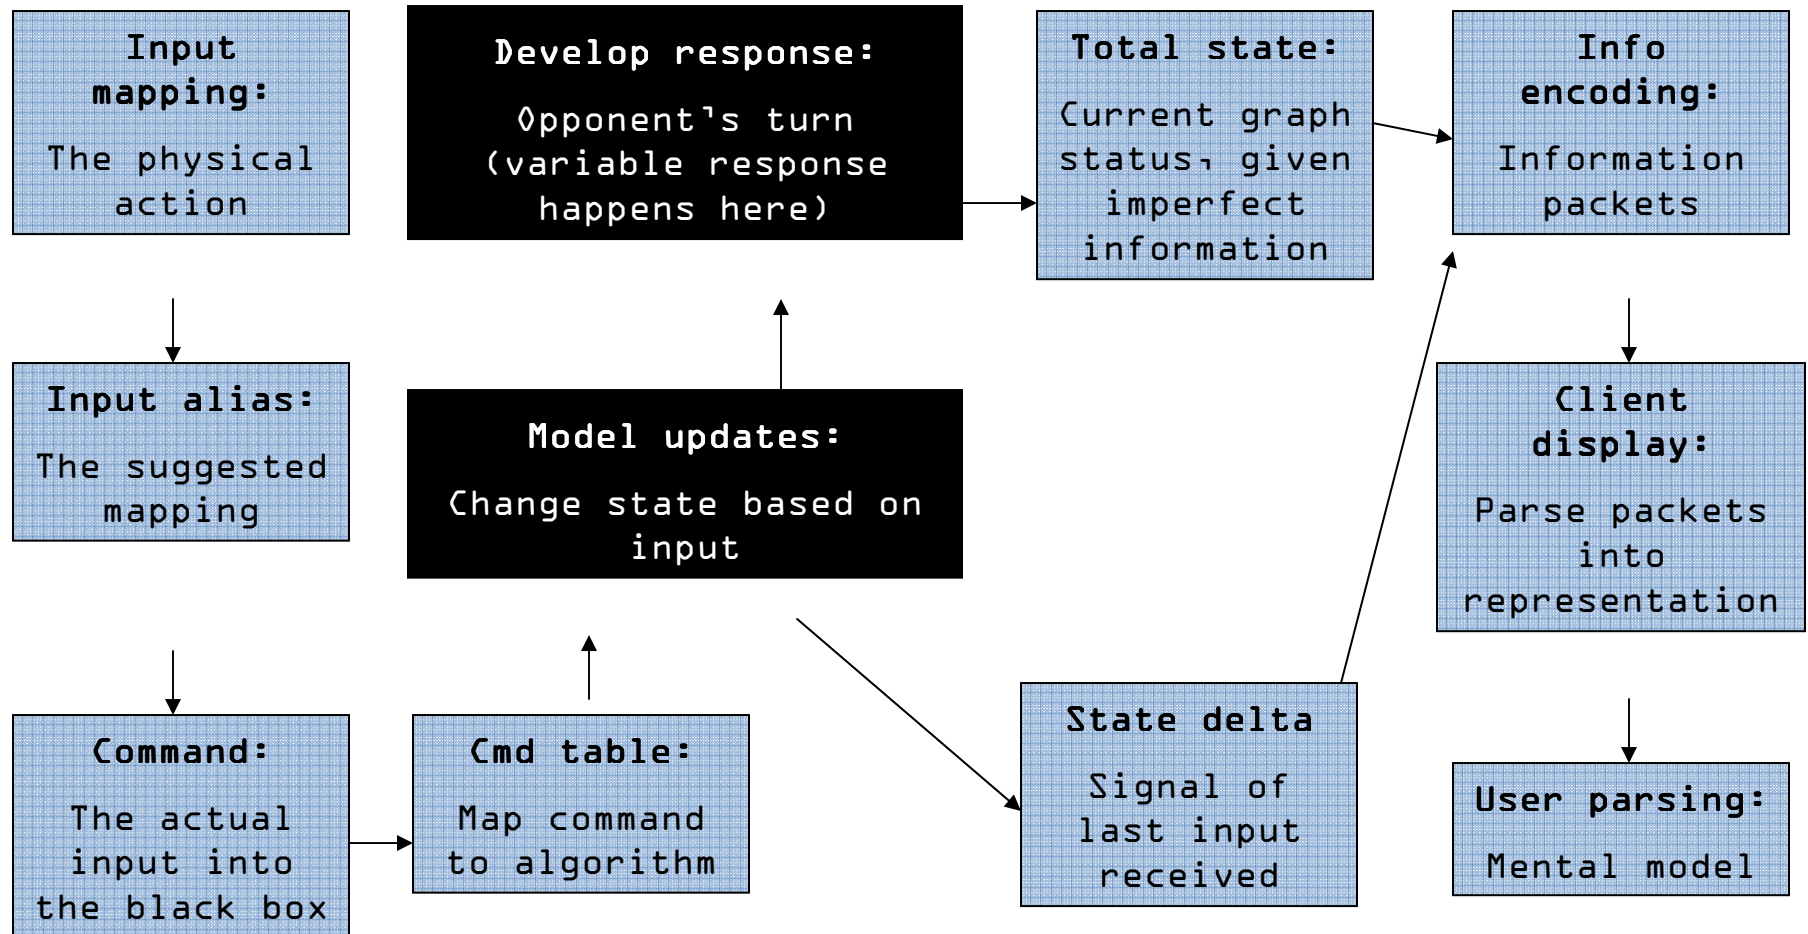 Input
mapping:
The physical
action
Input alias:
The suggested
mapping
Command:
The actual
input into
the black box
Develop response:
Opponent's turn
(variable response
happens here)
Model updates:
Change state based on
input
Cmd table:
Map command
to algorithm
Total state:
Current graph
status, given
imperfect
information
State delta
Signal of
last input
received
Info
encoding:
Information
packets
Client
display:
Parse packets
into
representation
User parsing:
Mental model